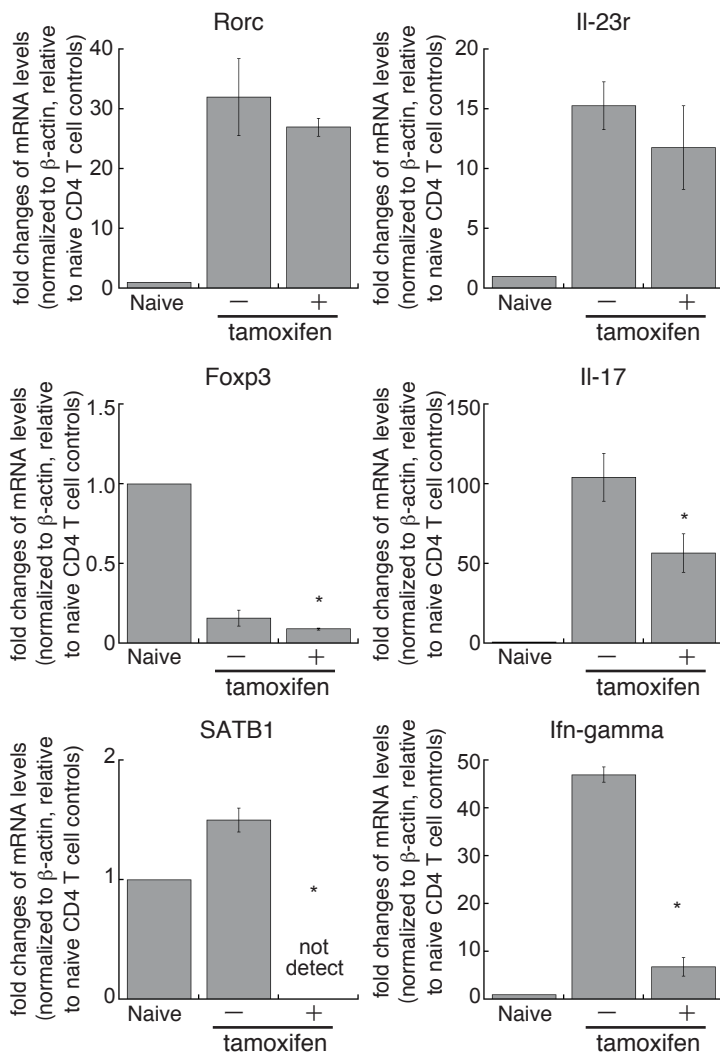 Rorc
fold changes of mRNA levels
(normalized to β-actin, relative
to naive CD4 T cell controls)
40
30
20
10
0
Naive
—
+
tamoxifen
Il-23r
fold changes of mRNA levels
(normalized to β-actin, relative
to naive CD4 T cell controls)
20
15
10
5
0
Naive
—
+
tamoxifen
Foxp3
fold changes of mRNA levels
(normalized to β-actin, relative
to naive CD4 T cell controls)
1.5
1.0
0.5
0
*
Naive
—
+
tamoxifen
Il-17
fold changes of mRNA levels
(normalized to β-actin, relative
to naive CD4 T cell controls)
150
100
50
0
*
Naive
—
+
tamoxifen
SATB1
fold changes of mRNA levels
(normalized to β-actin, relative
to naive CD4 T cell controls)
2
1
0
*
not
detect
Naive
—
+
tamoxifen
Ifn-gamma
fold changes of mRNA levels
(normalized to β-actin, relative
to naive CD4 T cell controls)
50
40
30
20
10
0
*
Naive
—
+
tamoxifen